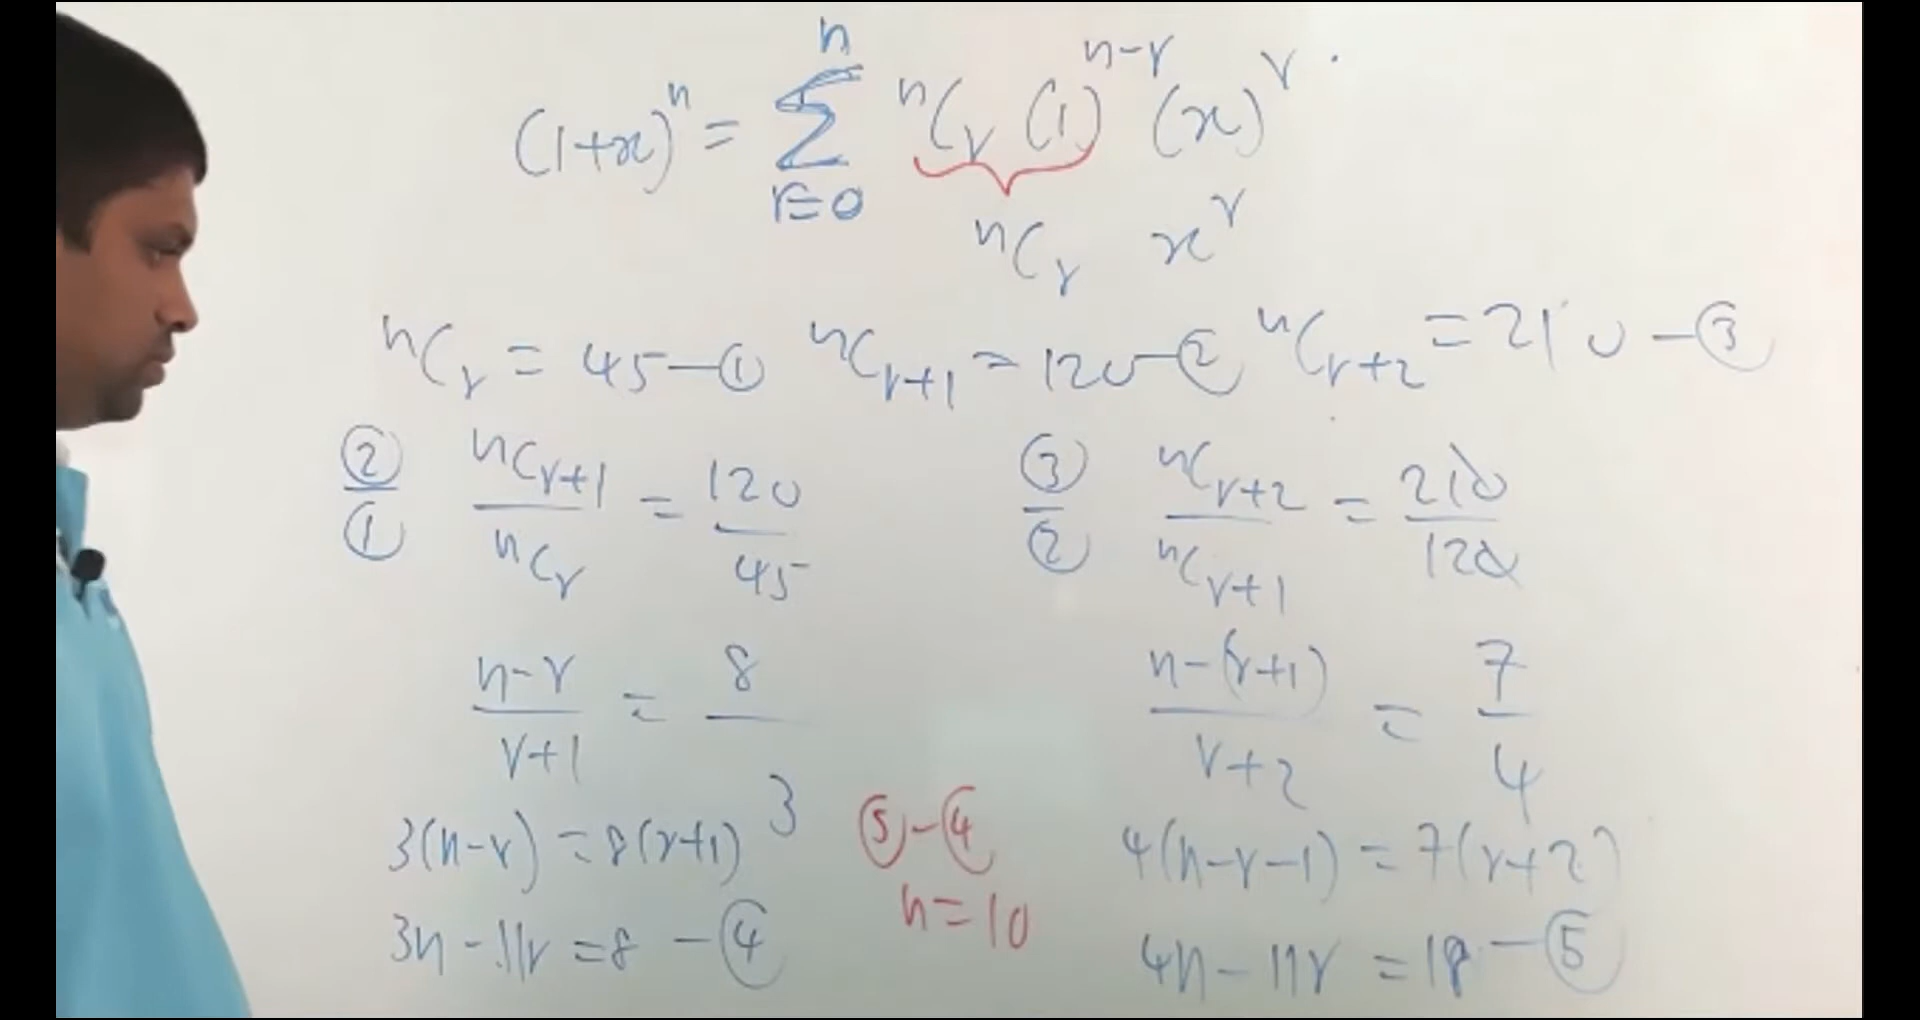 (1+x)^n = Σ_{r=0}^{n} ^nC_r (1)^{n-r} (x)^r
^nC_r x^r
^nC_r = 45 — ① ^nC_{r+1} = 120 — ② ^nC_{r+2} = 210 — ③
②/① ^nC_{r+1} / ^nC_r = 120/45
③/② ^nC_{r+2} / ^nC_{r+1} = 210/120
(n-r)/(r+1) = 8/3
(n-(r+1))/(r+2) = 7/4
3(n-r) = 8(r+1)
4(n-r-1) = 7(r+2)
3n - 11r = 8 — ④
4n - 11r = 18 — ⑤
⑤ - ④
n = 10